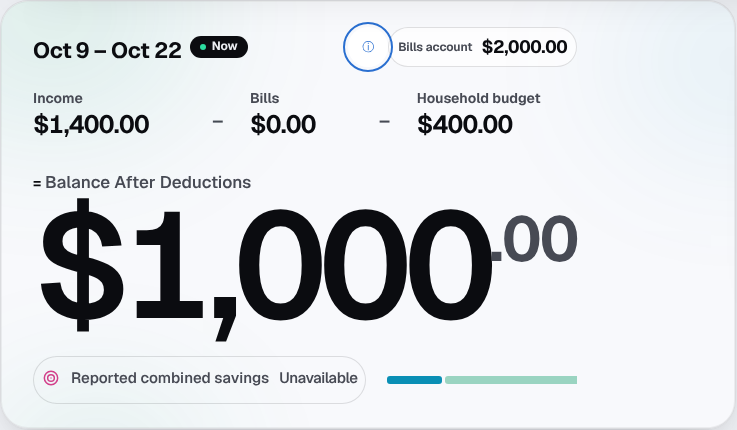 Oct 9 – Oct 22 Now
ⓘ Bills account $2,000.00
Income Bills Household budget
$1,400.00 – $0.00 – $400.00
= Balance After Deductions
$1,000.00
Reported combined savings Unavailable